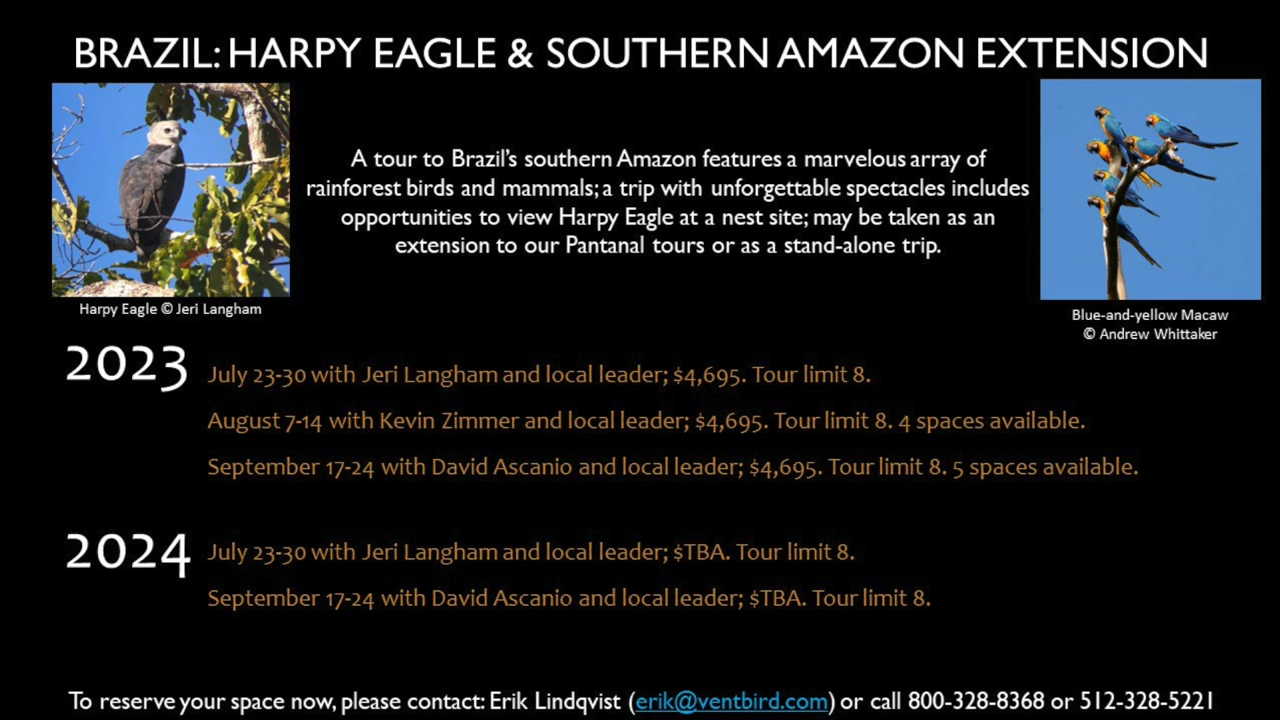 BRAZIL: HARPY EAGLE & SOUTHERN AMAZON EXTENSION
A tour to Brazil's southern Amazon features a marvelous array of
rainforest birds and mammals; a trip with unforgettable spectacles includes
opportunities to view Harpy Eagle at a nest site; may be taken as an
extension to our Pantanal tours or as a stand-alone trip.
Harpy Eagle © Jeri Langham
Blue-and-yellow Macaw
© Andrew Whittaker
2023
July 23-30 with Jeri Langham and local leader; $4,695. Tour limit 8.
August 7-14 with Kevin Zimmer and local leader; $4,695. Tour limit 8. 4 spaces available.
September 17-24 with David Ascanio and local leader; $4,695. Tour limit 8. 5 spaces available.
2024
July 23-30 with Jeri Langham and local leader; $TBA. Tour limit 8.
September 17-24 with David Ascanio and local leader; $TBA. Tour limit 8.
To reserve your space now, please contact: Erik Lindqvist (erik@ventbird.com) or call 800-328-8368 or 512-328-5221